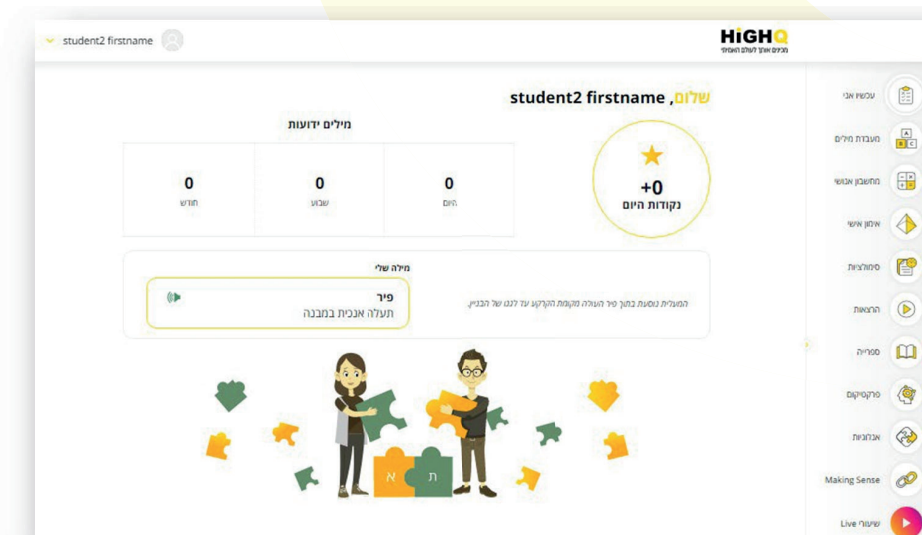 student2 firstname
HiGHQ
מכינים אותך לעולם האמיתי
שלום, student2 firstname
+0
נקודות היום
מילים ידועות
0
היום
0
שבוע
0
חודש
מילה שלי
פיר
תעלה אנכית במבנה
המעלית נוסעת בתוך פיר העולה מקומת הקרקע עד לגגו של הבניין.
א
ת
עכשיו אני
מעבדת מילים
A
B C
מחשבון אנושי
אימון אישי
סימולציות
הרצאות
ספרייה
פרקטיקום
אנלוגיות
Making Sense
שיעורי Live